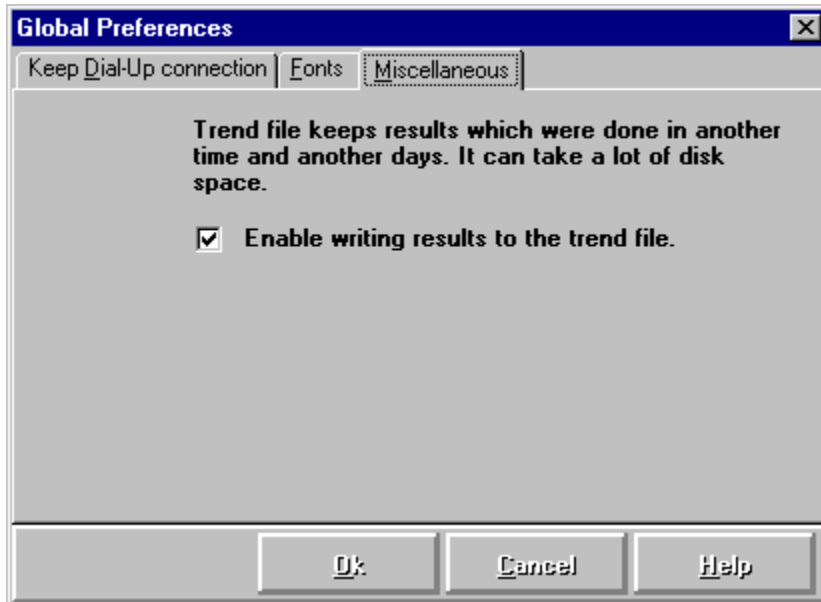 Global Preferences
Keep Dial-Up connection Fonts Miscellaneous
Trend file keeps results which were done in another
time and another days. It can take a lot of disk
space.
Enable writing results to the trend file.
Ok Cancel Help